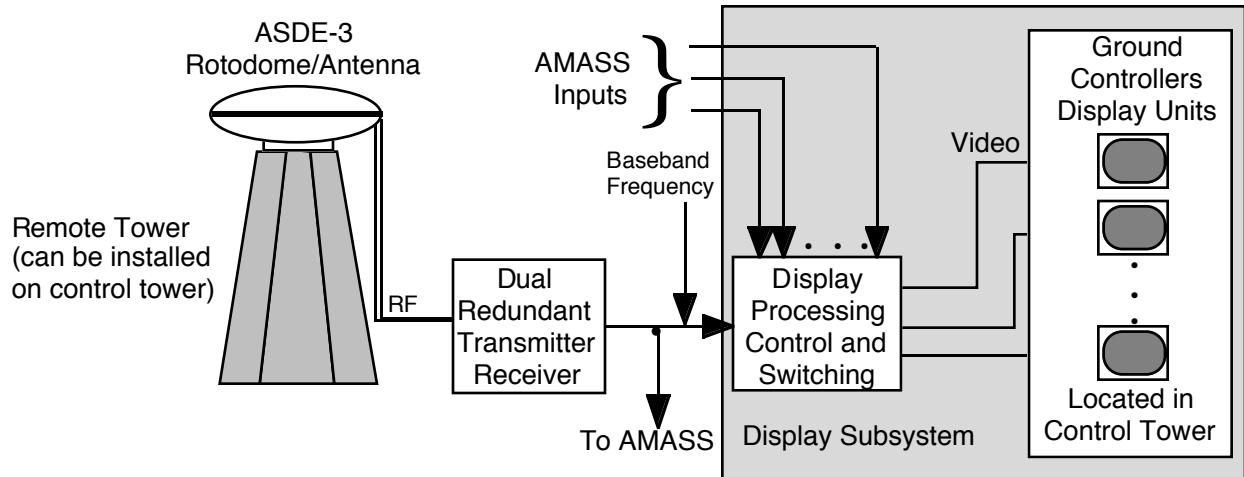 ASDE-3
Rotodome/Antenna
AMASS
Inputs
Ground
Controllers
Display Units
Video
Baseband
Frequency
Remote Tower
(can be installed
on control tower)
RF
Dual
Redundant
Transmitter
Receiver
Display
Processing
Control and
Switching
To AMASS
Display Subsystem
Located in
Control Tower